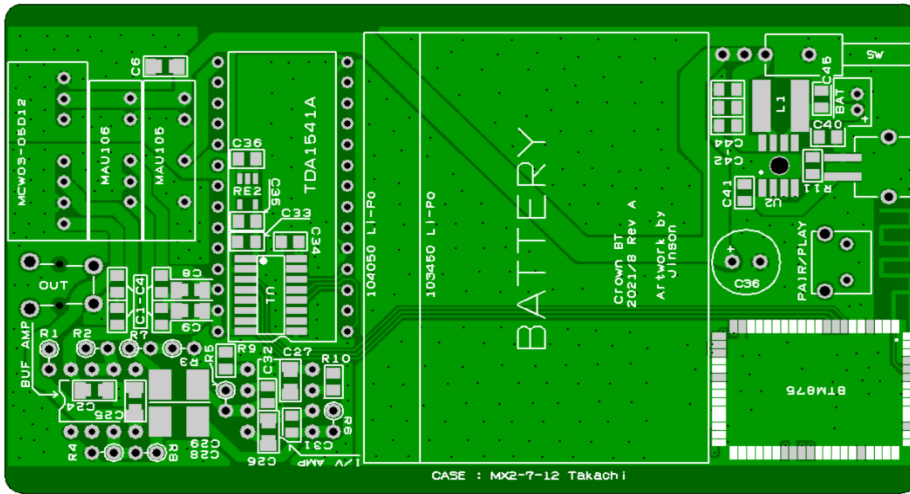 C6
MCW03-05D12
MAU106
MAU105
TDA1541A
C36
RE2
C35
C33
C34
U1
104050 Li-Po
103450 Li-Po
BATTERY
Crown BT
2021/8 Rev A
Artwork by
Jinson
SW
C45
L1
BAT
+
C40
C44
C42
R11
C41
U2
+
C36
PAIR/PLAY
OUT
C8
C1-C4
C9
BUF AMP
R1
R2
R7
R3
R5
R9
C32
C27
R10
C24
C25
R6
R4
R8
C29
C28
C26
C31
I/V AMP
BTM875
CASE : MX2-7-12 Takachi